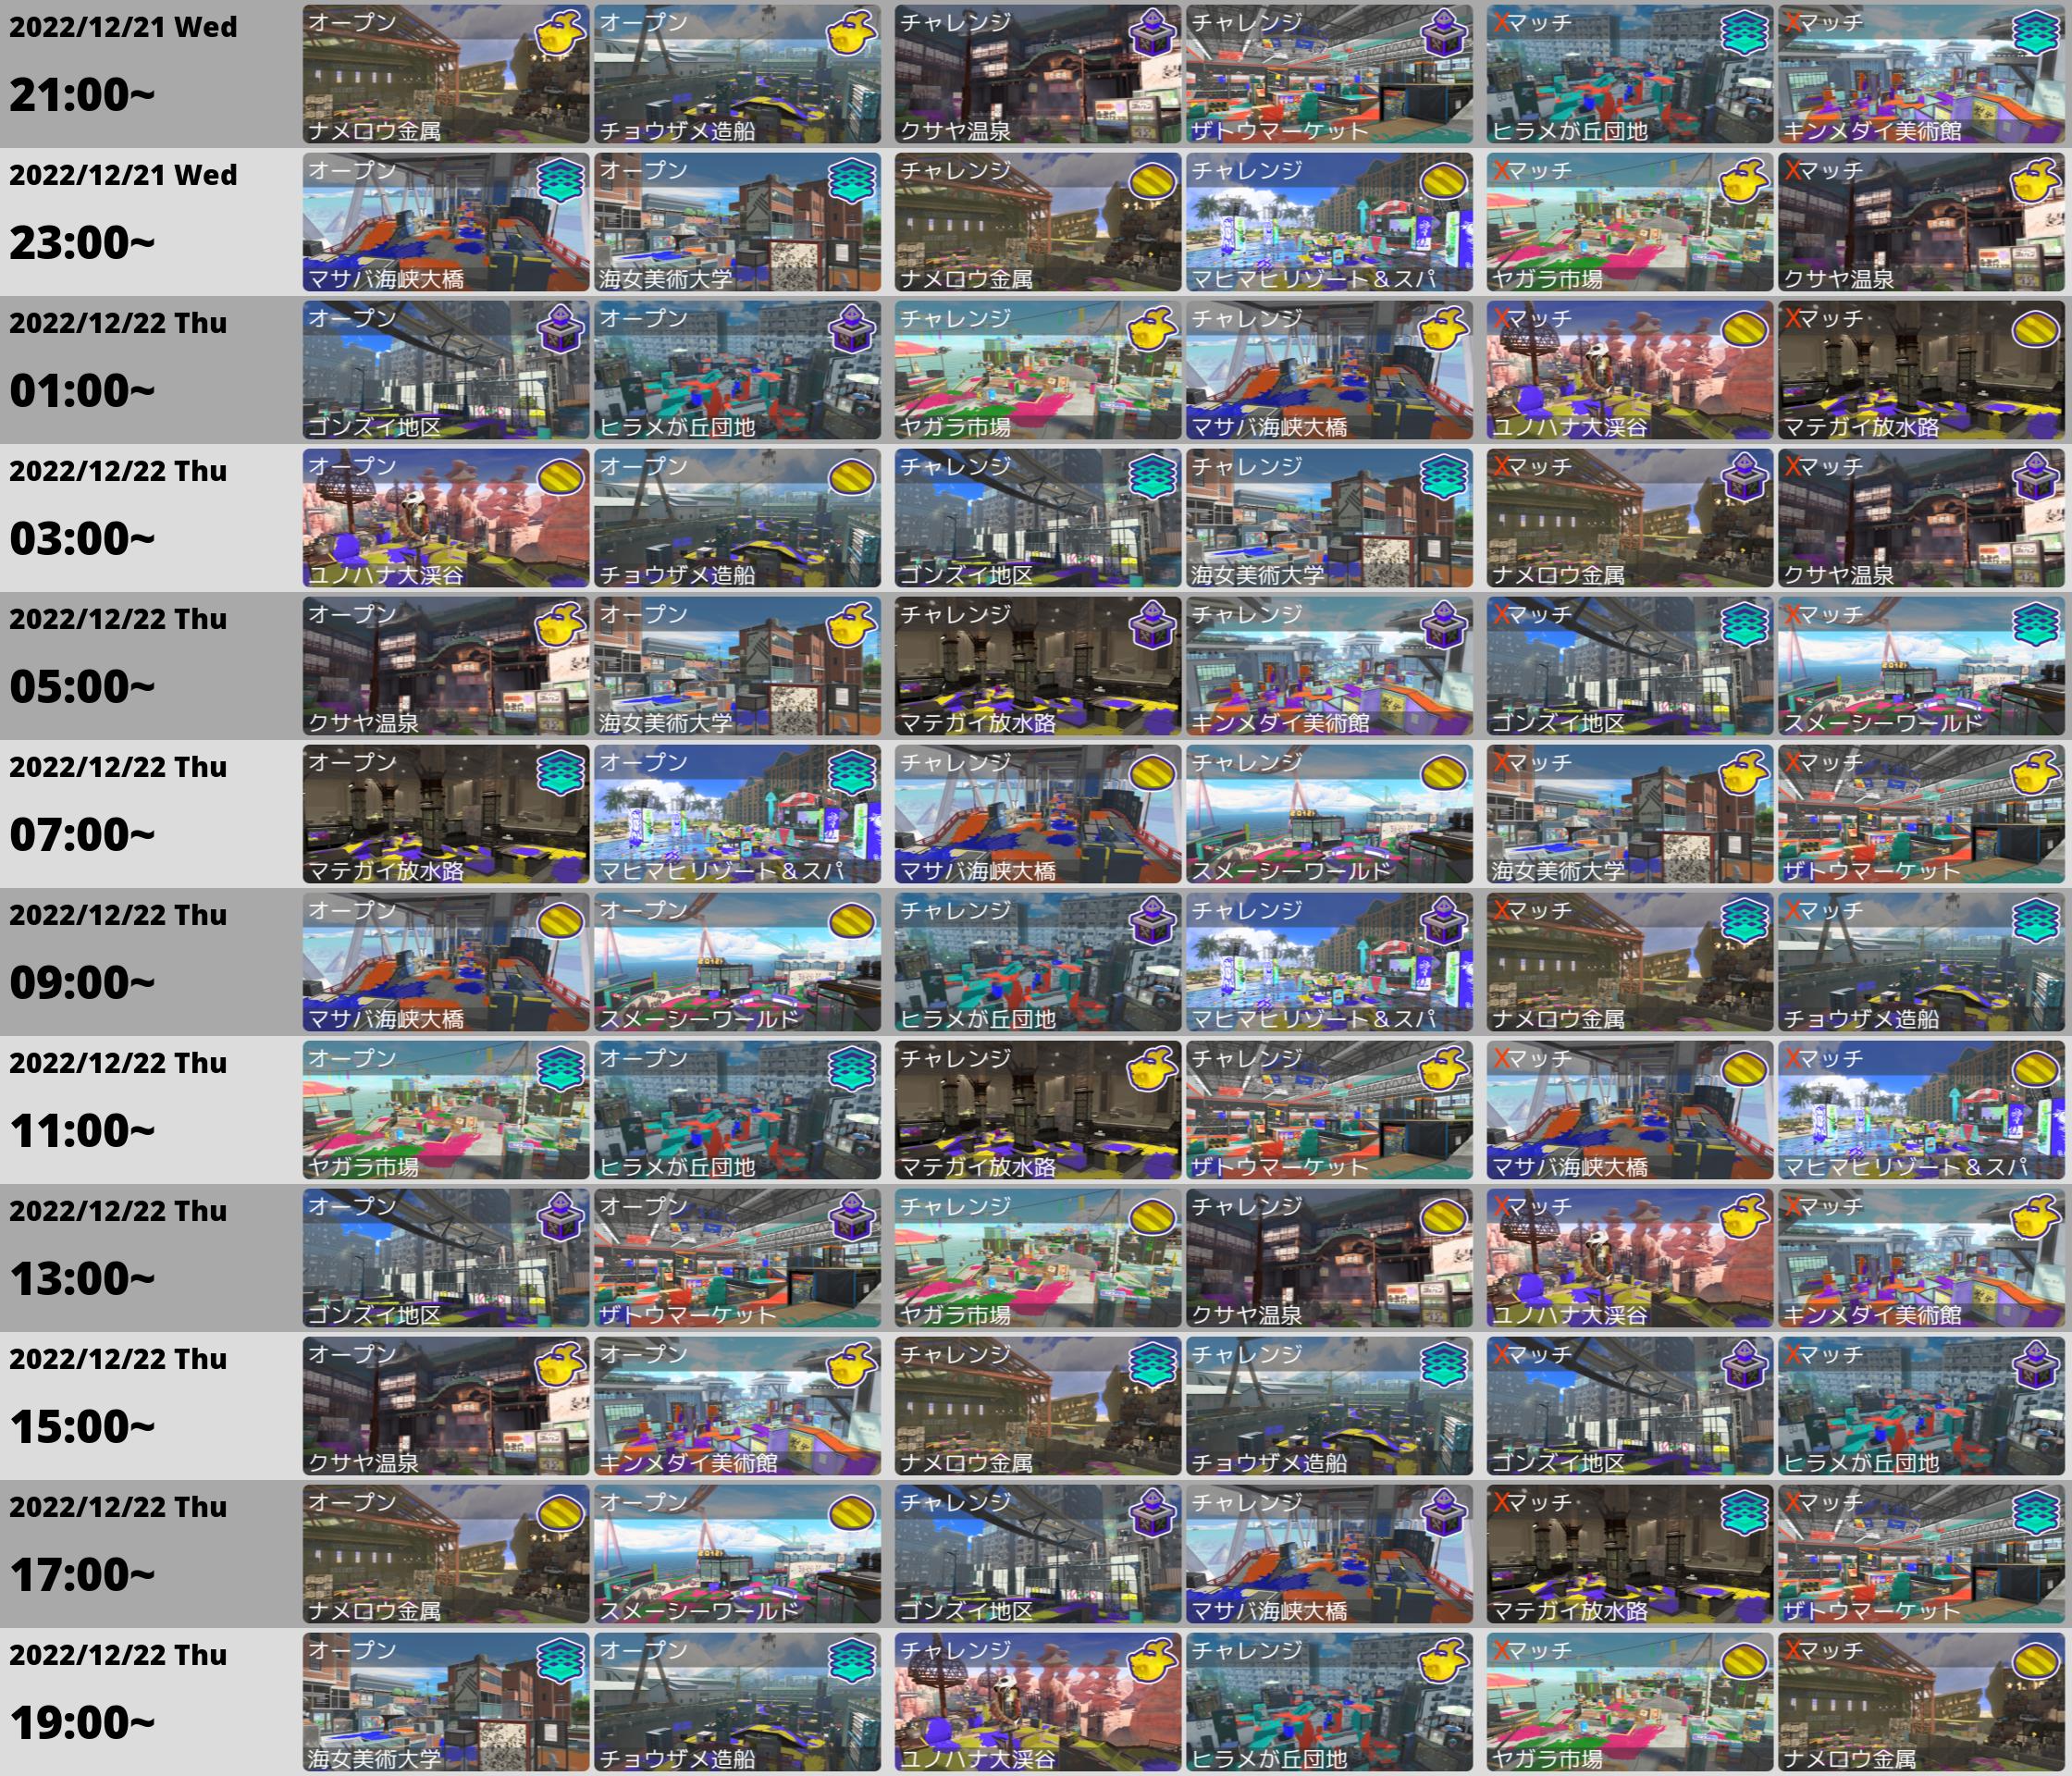 2022/12/21 Wed
21:00~
オープン オープン チャレンジ チャレンジ Xマッチ Xマッチ
ナメロウ金属 チョウザメ造船 クサヤ温泉 ザトウマーケット ヒラメが丘団地 キンメダイ美術館
2022/12/21 Wed
23:00~
オープン オープン チャレンジ チャレンジ Xマッチ Xマッチ
マサバ海峡大橋 海女美術大学 ナメロウ金属 マヒマヒリゾート&スパ ヤガラ市場 クサヤ温泉
2022/12/22 Thu
01:00~
オープン オープン チャレンジ チャレンジ Xマッチ Xマッチ
ゴンズイ地区 ヒラメが丘団地 ヤガラ市場 マサバ海峡大橋 ユノハナ大渓谷 マテガイ放水路
2022/12/22 Thu
03:00~
オープン オープン チャレンジ チャレンジ Xマッチ Xマッチ
ユノハナ大渓谷 チョウザメ造船 ゴンズイ地区 海女美術大学 ナメロウ金属 クサヤ温泉
2022/12/22 Thu
05:00~
オープン オープン チャレンジ チャレンジ Xマッチ Xマッチ
クサヤ温泉 海女美術大学 マテガイ放水路 キンメダイ美術館 ゴンズイ地区 スメーシーワールド
2022/12/22 Thu
07:00~
オープン オープン チャレンジ チャレンジ Xマッチ Xマッチ
マテガイ放水路 マヒマヒリゾート&スパ マサバ海峡大橋 スメーシーワールド 海女美術大学 ザトウマーケット
2022/12/22 Thu
09:00~
オープン オープン チャレンジ チャレンジ Xマッチ Xマッチ
マサバ海峡大橋 スメーシーワールド ヒラメが丘団地 マヒマヒリゾート&スパ ナメロウ金属 チョウザメ造船
2022/12/22 Thu
11:00~
オープン オープン チャレンジ チャレンジ Xマッチ Xマッチ
ヤガラ市場 ヒラメが丘団地 マテガイ放水路 ザトウマーケット マサバ海峡大橋 マヒマヒリゾート&スパ
2022/12/22 Thu
13:00~
オープン オープン チャレンジ チャレンジ Xマッチ Xマッチ
ゴンズイ地区 ザトウマーケット ヤガラ市場 クサヤ温泉 ユノハナ大渓谷 キンメダイ美術館
2022/12/22 Thu
15:00~
オープン オープン チャレンジ チャレンジ Xマッチ Xマッチ
クサヤ温泉 キンメダイ美術館 ナメロウ金属 チョウザメ造船 ゴンズイ地区 ヒラメが丘団地
2022/12/22 Thu
17:00~
オープン オープン チャレンジ チャレンジ Xマッチ Xマッチ
ナメロウ金属 スメーシーワールド ゴンズイ地区 マサバ海峡大橋 マテガイ放水路 ザトウマーケット
2022/12/22 Thu
19:00~
オープン オープン チャレンジ チャレンジ Xマッチ Xマッチ
海女美術大学 チョウザメ造船 ユノハナ大渓谷 ヒラメが丘団地 ヤガラ市場 ナメロウ金属